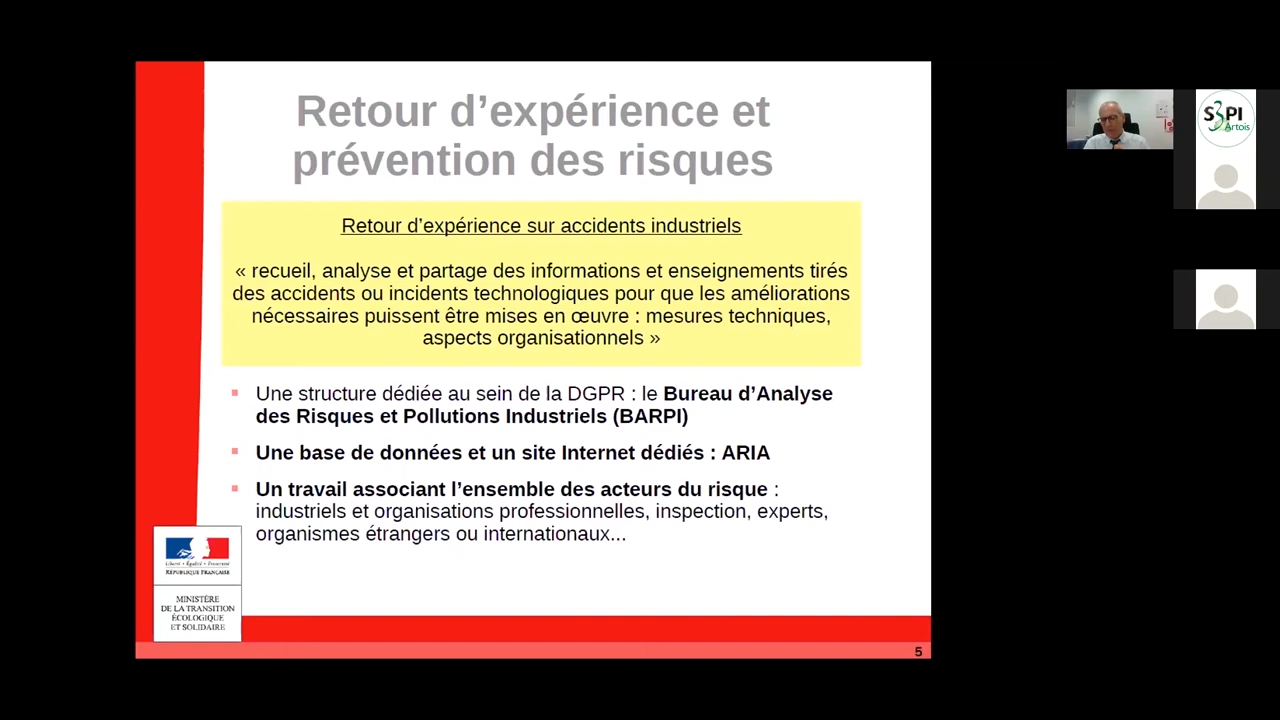 Retour d’expérience et
prévention des risques
Retour d’expérience sur accidents industriels
« recueil, analyse et partage des informations et enseignements tirés
des accidents ou incidents technologiques pour que les améliorations
nécessaires puissent être mises en œuvre : mesures techniques,
aspects organisationnels »
Une structure dédiée au sein de la DGPR : le Bureau d’Analyse
des Risques et Pollutions Industriels (BARPI)
Une base de données et un site Internet dédiés : ARIA
Un travail associant l’ensemble des acteurs du risque :
industriels et organisations professionnelles, inspection, experts,
organismes étrangers ou internationaux...
Liberté • Égalité • Fraternité
RÉPUBLIQUE FRANÇAISE
MINISTÈRE
DE LA TRANSITION
ÉCOLOGIQUE
ET SOLIDAIRE
5
S3PI
Artois